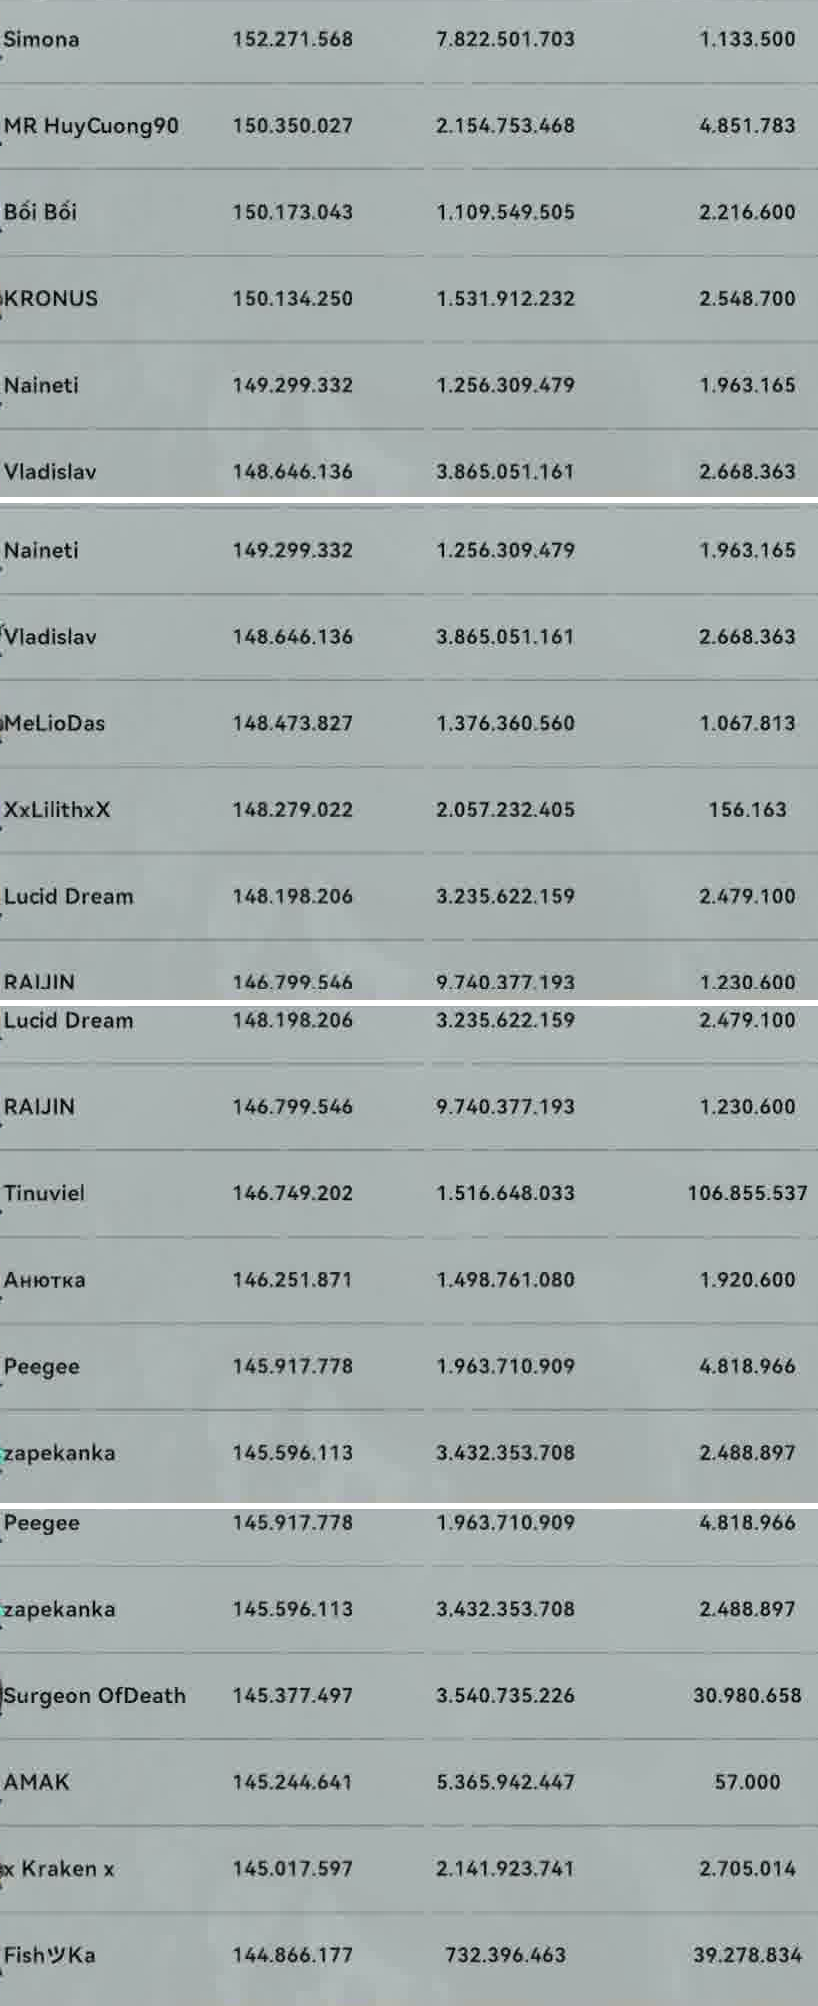 Simona 152.271.568 7.822.501.703 1.133.500
MR HuyCuong90 150.350.027 2.154.753.468 4.851.783
Bối Bối 150.173.043 1.109.549.505 2.216.600
KRONUS 150.134.250 1.531.912.232 2.548.700
Naineti 149.299.332 1.256.309.479 1.963.165
Vladislav 148.646.136 3.865.051.161 2.668.363
Naineti 149.299.332 1.256.309.479 1.963.165
Vladislav 148.646.136 3.865.051.161 2.668.363
MeLioDas 148.473.827 1.376.360.560 1.067.813
XxLilithxX 148.279.022 2.057.232.405 156.163
Lucid Dream 148.198.206 3.235.622.159 2.479.100
RAIJIN 146.799.546 9.740.377.193 1.230.600
Lucid Dream 148.198.206 3.235.622.159 2.479.100
RAIJIN 146.799.546 9.740.377.193 1.230.600
Tinuviel 146.749.202 1.516.648.033 106.855.537
Анютка 146.251.871 1.498.761.080 1.920.600
Peegee 145.917.778 1.963.710.909 4.818.966
zapekanka 145.596.113 3.432.353.708 2.488.897
Peegee 145.917.778 1.963.710.909 4.818.966
zapekanka 145.596.113 3.432.353.708 2.488.897
Surgeon OfDeath 145.377.497 3.540.735.226 30.980.658
AMAK 145.244.641 5.365.942.447 57.000
x Kraken x 145.017.597 2.141.923.741 2.705.014
FishツKa 144.866.177 732.396.463 39.278.834